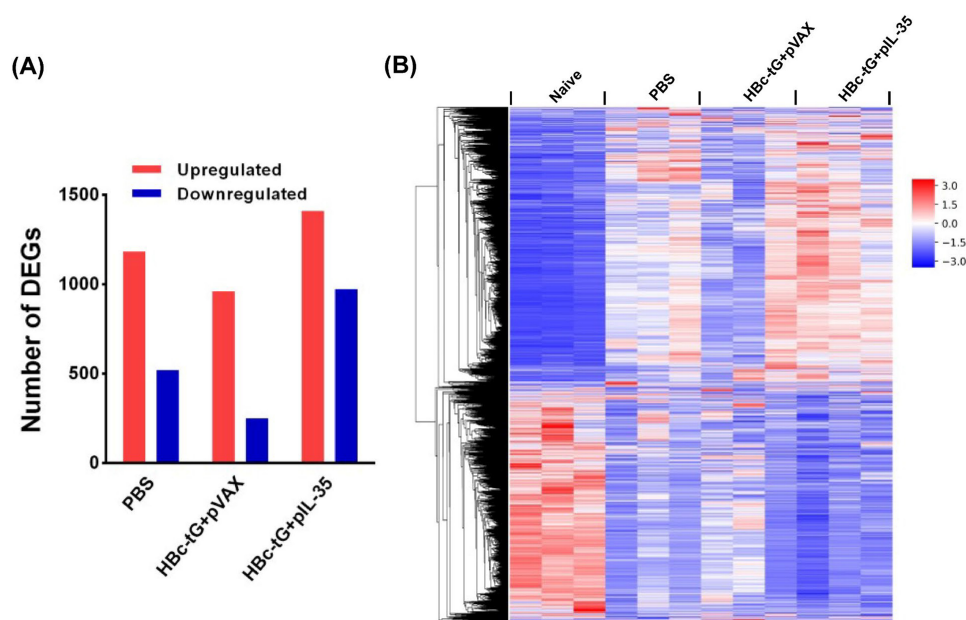 (A)
Upregulated
Downregulated
Number of DEGs
1500
1000
500
0
PBS
HBc-tG+pVAX
HBc-tG+pIL-35
(B)
Naive
PBS
HBc-tG+pVAX
HBc-tG+pIL-35
3.0
1.5
0.0
−1.5
−3.0